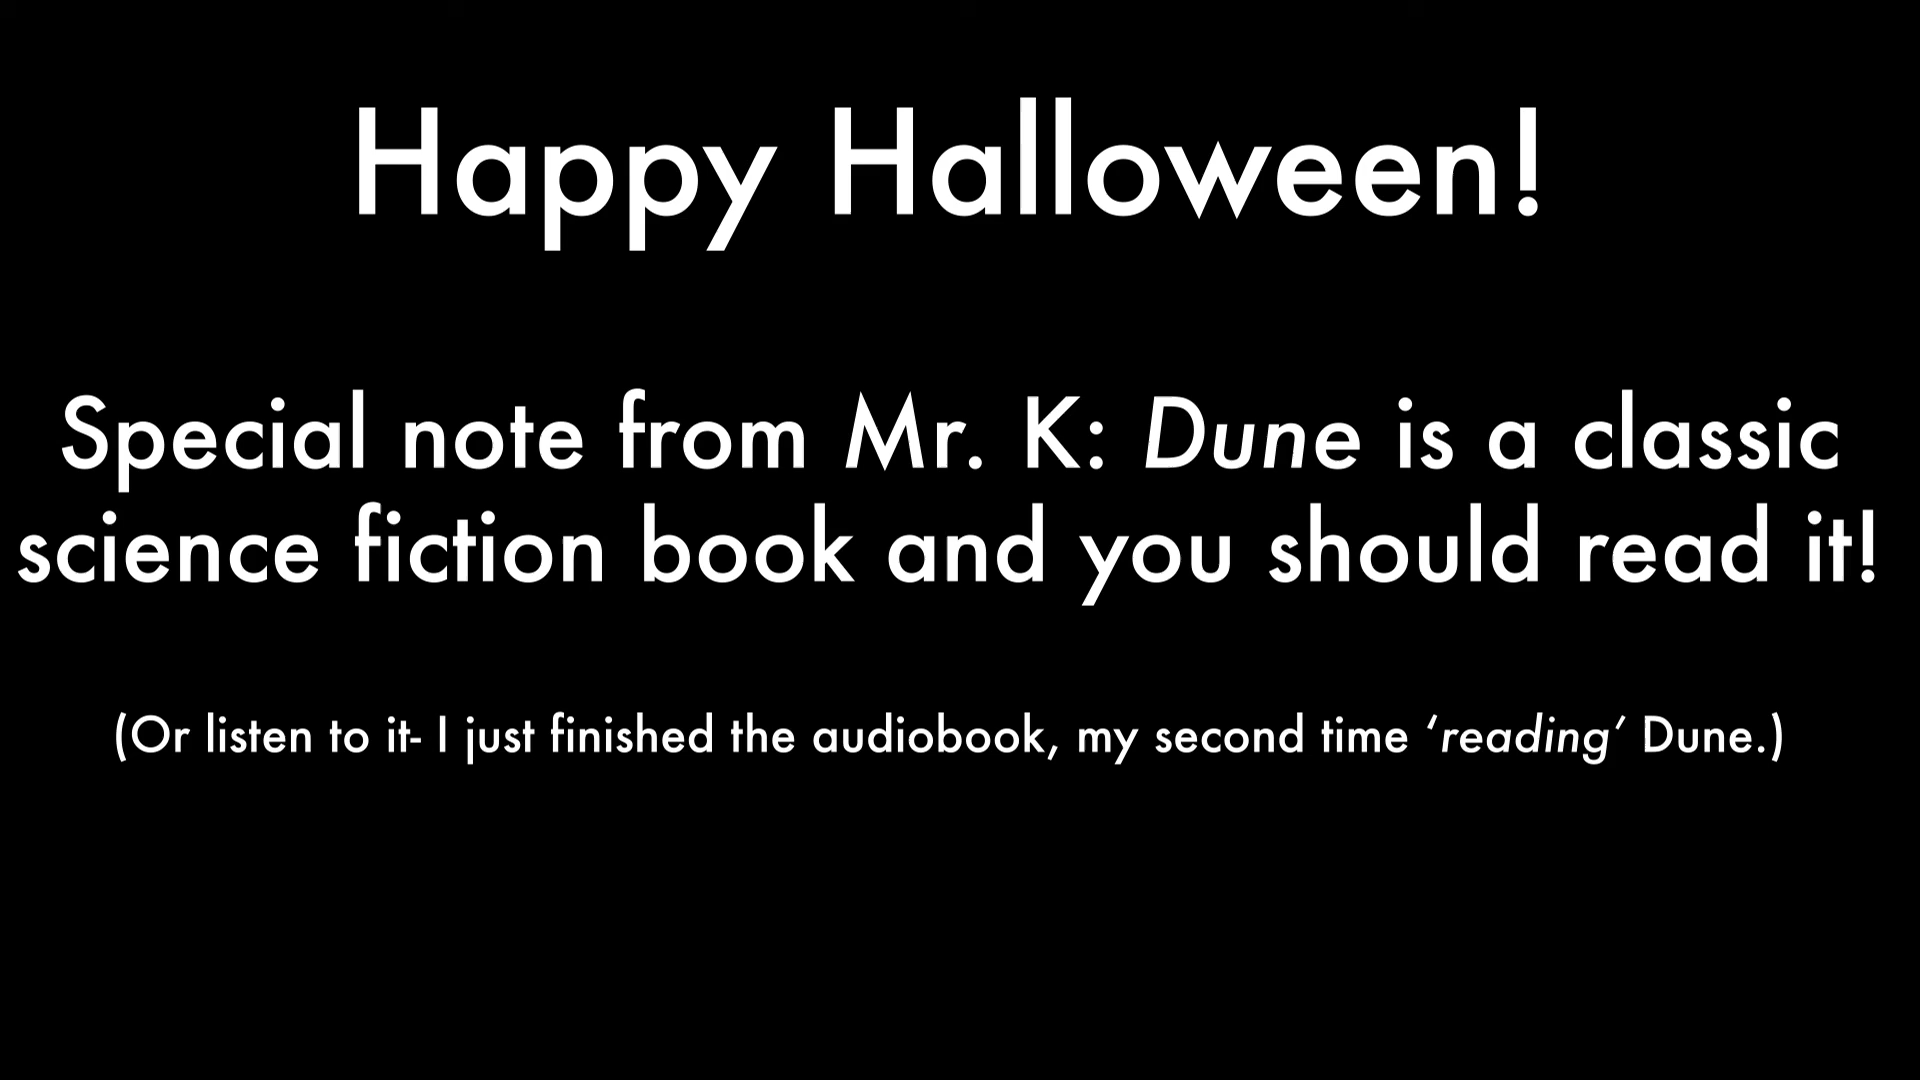 Happy Halloween!
Special note from Mr. K: Dune is a classic
science fiction book and you should read it!
(Or listen to it- I just finished the audiobook, my second time ‘reading’ Dune.)